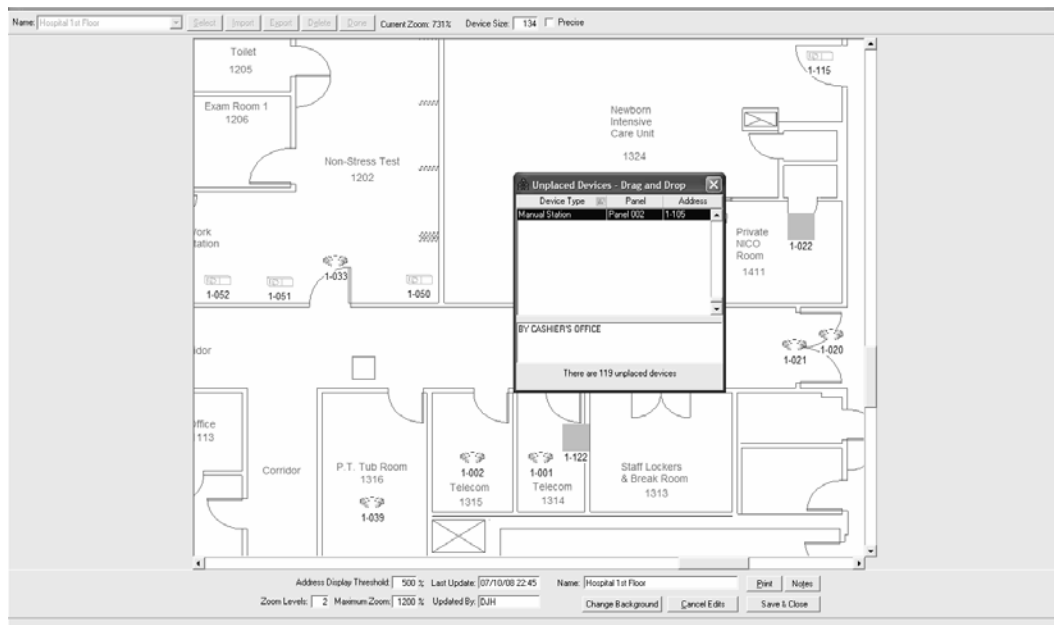 Name: Hospital 1st Floor Select Import Export Delete Done Current Zoom: 731% Device Size: 134 Precise
Toilet
1205
Exam Room 1
1206
Non-Stress Test
1202
Newborn
Intensive
Care Unit
1324
1-115
Unplaced Devices - Drag and Drop
Device Type Panel Address
Manual Station Panel 002 1-105
BY CASHIER'S OFFICE
There are 119 unplaced devices
Private
NICO
Room
1411
1-022
ork
tation
1-033
1-052
1-051
1-050
1-020
1-021
idor
ffice
113
Corridor
P.T. Tub Room
1316
1-039
1-002
Telecom
1315
1-001
Telecom
1314
1-122
Staff Lockers
& Break Room
1313
Address Display Threshold: 500 % Last Update: 07/10/08 22:45 Name: Hospital 1st Floor Print Notes
Zoom Levels: 2 Maximum Zoom: 1200 % Updated By: DJH Change Background Cancel Edits Save & Close